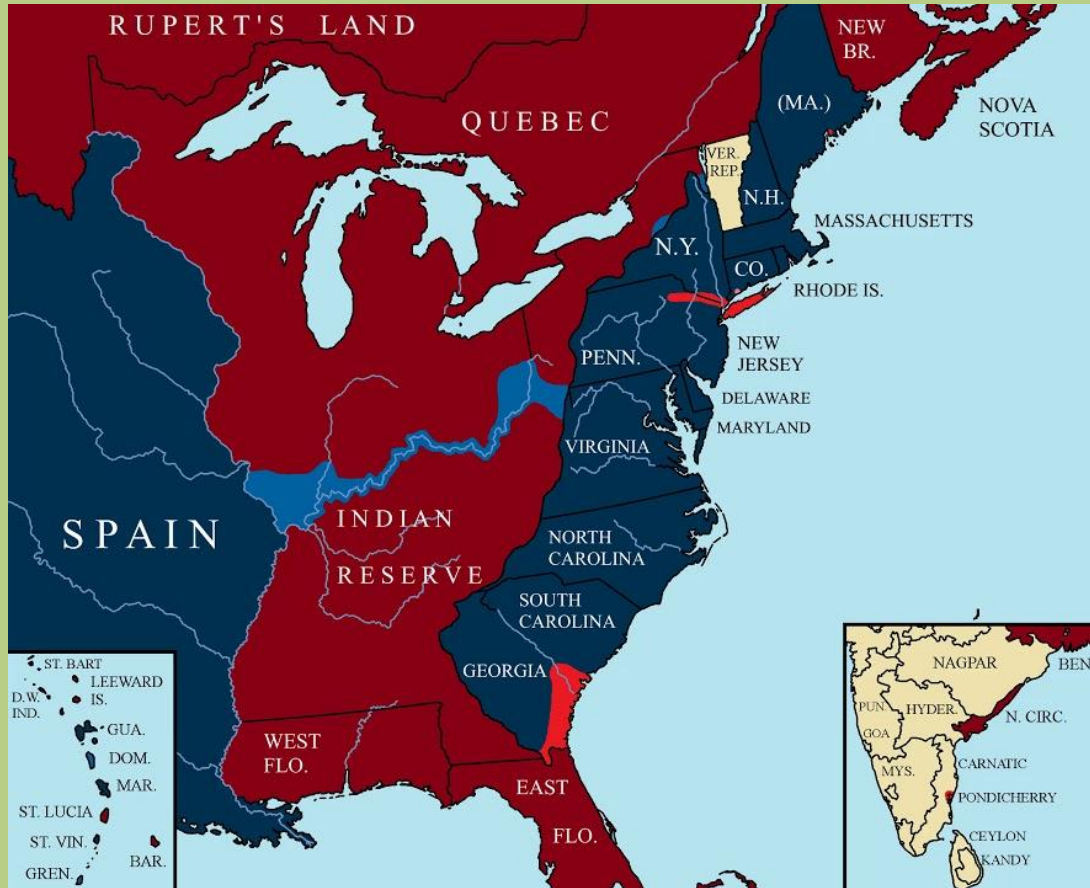 RUPERT'S LAND
NEW
BR.
QUEBEC
(MA.)
NOVA
SCOTIA
VER.
REP.
N.H.
MASSACHUSETTS
N.Y.
CO.
RHODE IS.
NEW
JERSEY
PENN.
DELAWARE
MARYLAND
VIRGINIA
SPAIN
INDIAN
RESERVE
NORTH
CAROLINA
SOUTH
CAROLINA
GEORGIA
WEST
FLO.
EAST
FLO.
ST. BART
LEEWARD
IS.
D.W.
IND.
GUA.
DOM.
MAR.
ST. LUCIA
ST. VIN.
BAR.
GREN.
NAGPAR
BEN
PUN.
HYDER.
N. CIRC.
GOA
MYS.
CARNATIC
PONDICHERRY
CEYLON
KANDY